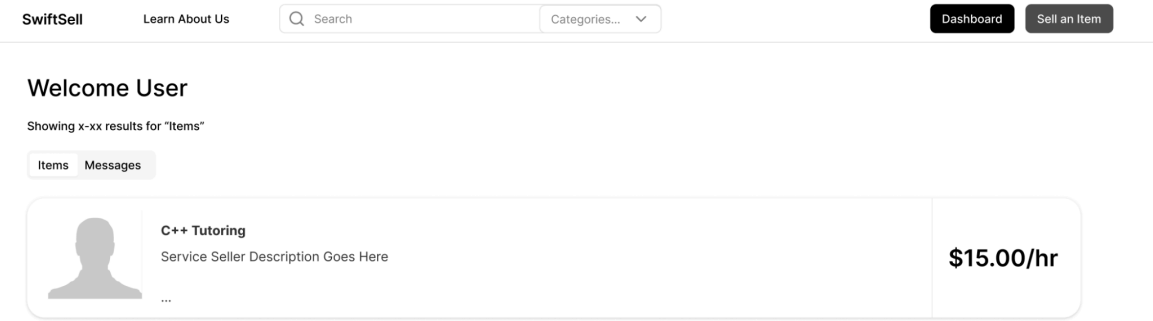 SwiftSell Learn About Us Search Categories... Dashboard Sell an Item
Welcome User
Showing x-xx results for “Items”
Items Messages
C++ Tutoring
Service Seller Description Goes Here
...
$15.00/hr